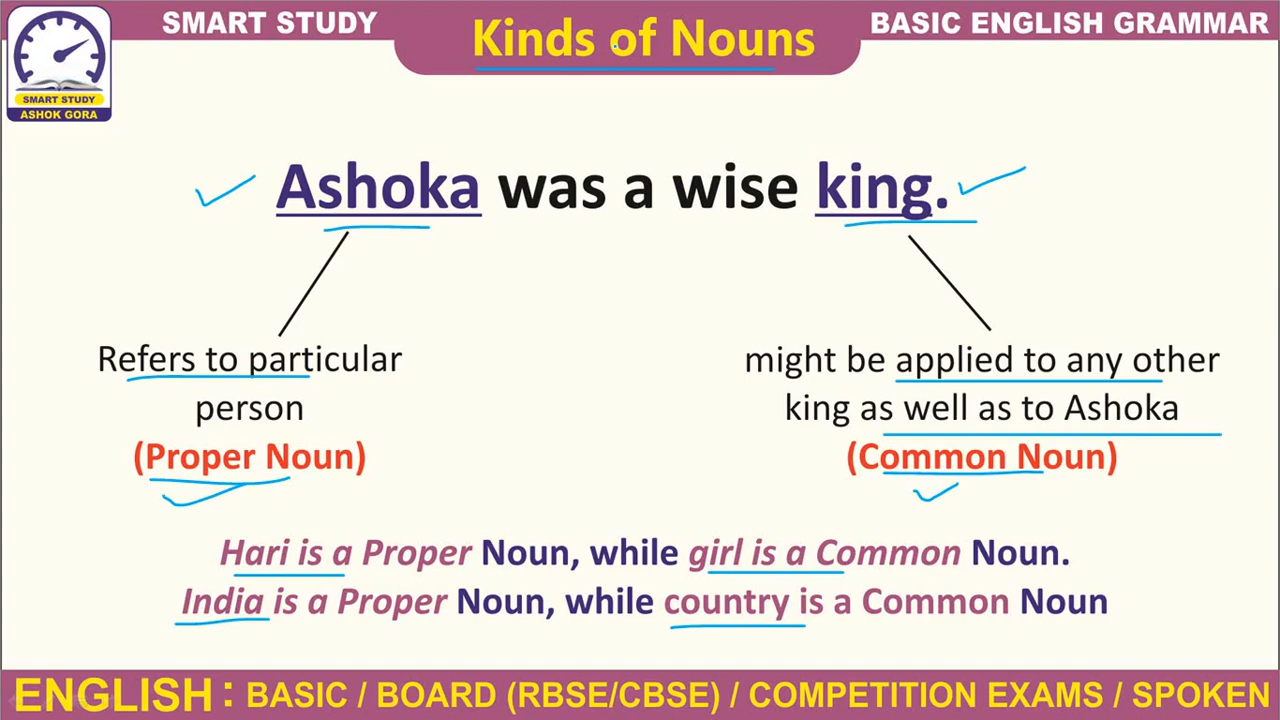 SMART STUDY
Kinds of Nouns
BASIC ENGLISH GRAMMAR
SMART STUDY
ASHOK GORA
Ashoka was a wise king.
Refers to particular
person
(Proper Noun)
might be applied to any other
king as well as to Ashoka
(Common Noun)
Hari is a Proper Noun, while girl is a Common Noun.
India is a Proper Noun, while country is a Common Noun
ENGLISH : BASIC / BOARD (RBSE/CBSE) / COMPETITION EXAMS / SPOKEN